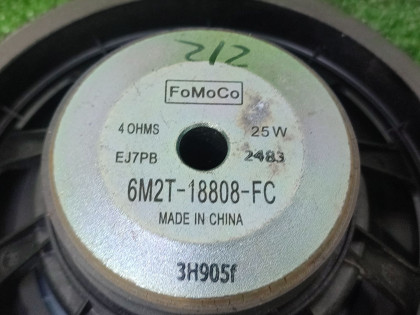 212
FoMoCo
4 OHMS 25 W
EJ7PB 2483
6M2T-18808-FC
MADE IN CHINA
3H905f